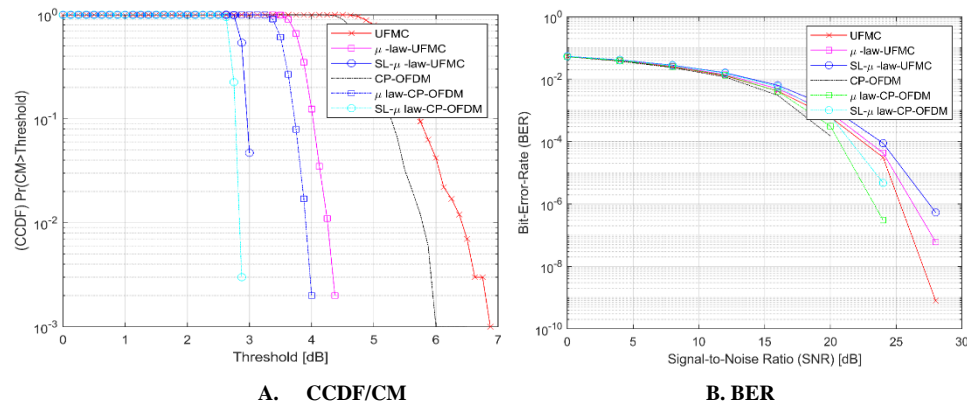 UFMC
μ -law-UFMC
SL-μ -law-UFMC
CP-OFDM
μ law-CP-OFDM
SL-μ law-CP-OFDM
(CCDF) Pr(CM>Threshold)
10^0
10^-1
10^-2
10^-3
0 1 2 3 4 5 6 7
Threshold [dB]
A. CCDF/CM
UFMC
μ -law-UFMC
SL-μ -law-UFMC
CP-OFDM
μ law-CP-OFDM
SL-μ law-CP-OFDM
Bit-Error-Rate (BER)
10^0
10^-2
10^-4
10^-6
10^-8
10^-10
0 5 10 15 20 25 30
Signal-to-Noise Ratio (SNR) [dB]
B. BER